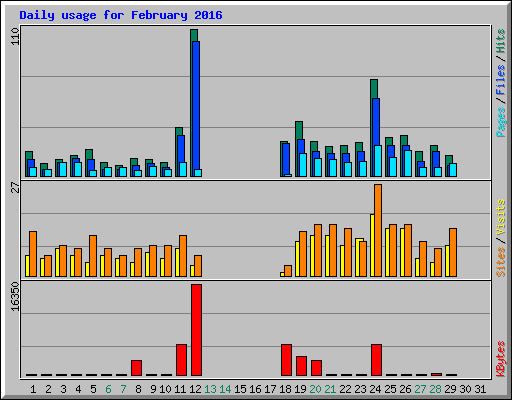 Daily usage for February 2016
110
Pages / Files / Hits
27
Sites / Visits
16350
KBytes
1 2 3 4 5 6 7 8 9 10 11 12 13 14 15 16 17 18 19 20 21 22 23 24 25 26 27 28 29 30 31